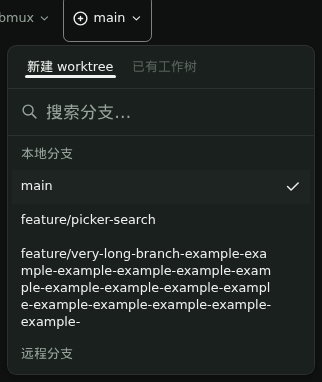 bmux
main
新建 worktree 已有工作树
搜索分支...
本地分支
main
feature/picker-search
feature/very-long-branch-example-exa
mple-example-example-example-exam
ple-example-example-example-exampl
e-example-example-example-example-
example-
远程分支